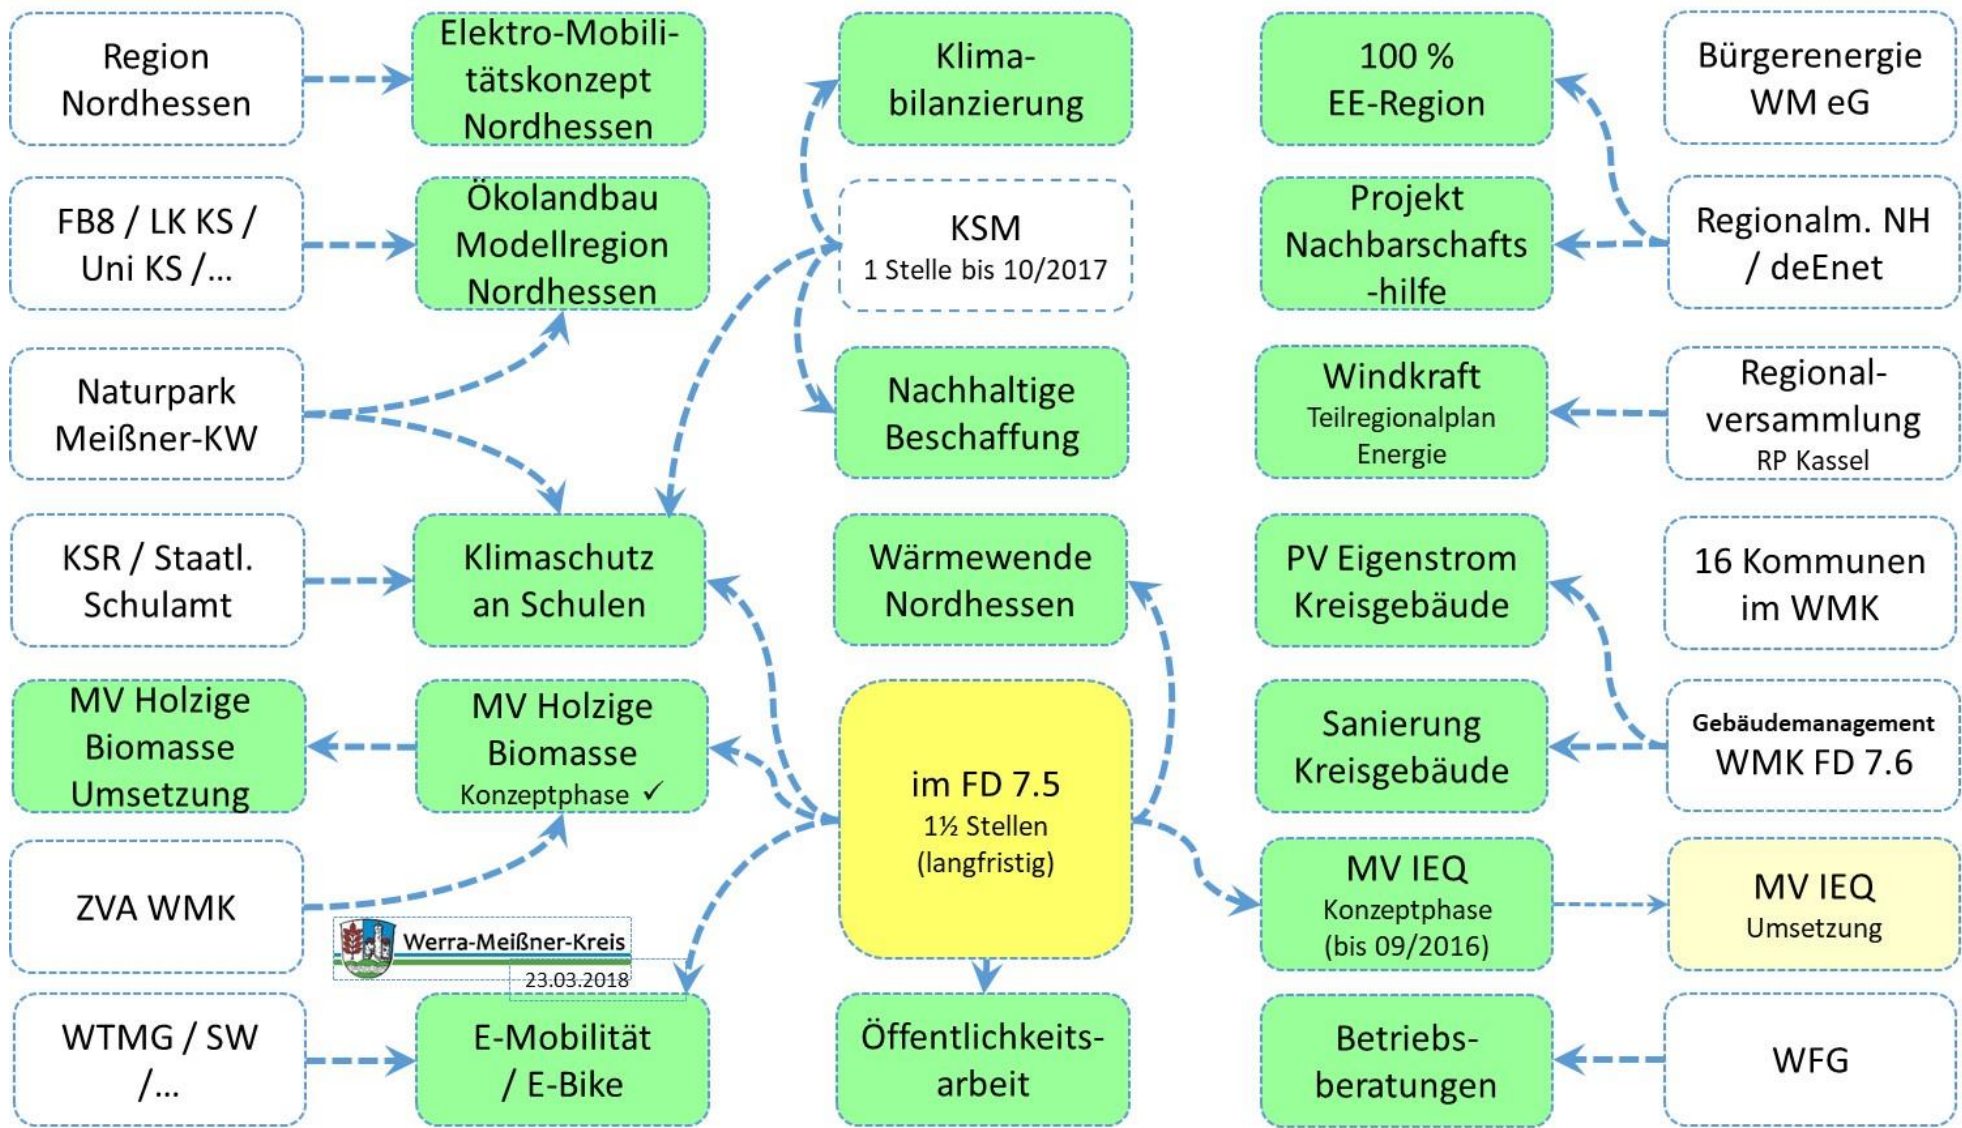 Region
Nordhessen
Elektro-Mobili-
tätskonzept
Nordhessen
Klima-
bilanzierung
100 %
EE-Region
Bürgerenergie
WM eG
FB8 / LK KS /
Uni KS /...
Ökolandbau
Modellregion
Nordhessen
KSM
1 Stelle bis 10/2017
Projekt
Nachbarschafts
-hilfe
Regionalm. NH
/ deEnet
Naturpark
Meißner-KW
Nachhaltige
Beschaffung
Windkraft
Teilregionalplan
Energie
Regional-
versammlung
RP Kassel
KSR / Staatl.
Schulamt
Klimaschutz
an Schulen
Wärmewende
Nordhessen
PV Eigenstrom
Kreisgebäude
16 Kommunen
im WMK
MV Holzige
Biomasse
Umsetzung
MV Holzige
Biomasse
Konzeptphase ✓
im FD 7.5
1½ Stellen
(langfristig)
Sanierung
Kreisgebäude
Gebäudemanagement
WMK FD 7.6
ZVA WMK
Werra-Meißner-Kreis
23.03.2018
MV IEQ
Konzeptphase
(bis 09/2016)
MV IEQ
Umsetzung
WTMG / SW
/...
E-Mobilität
/ E-Bike
Öffentlichkeits-
arbeit
Betriebs-
beratungen
WFG